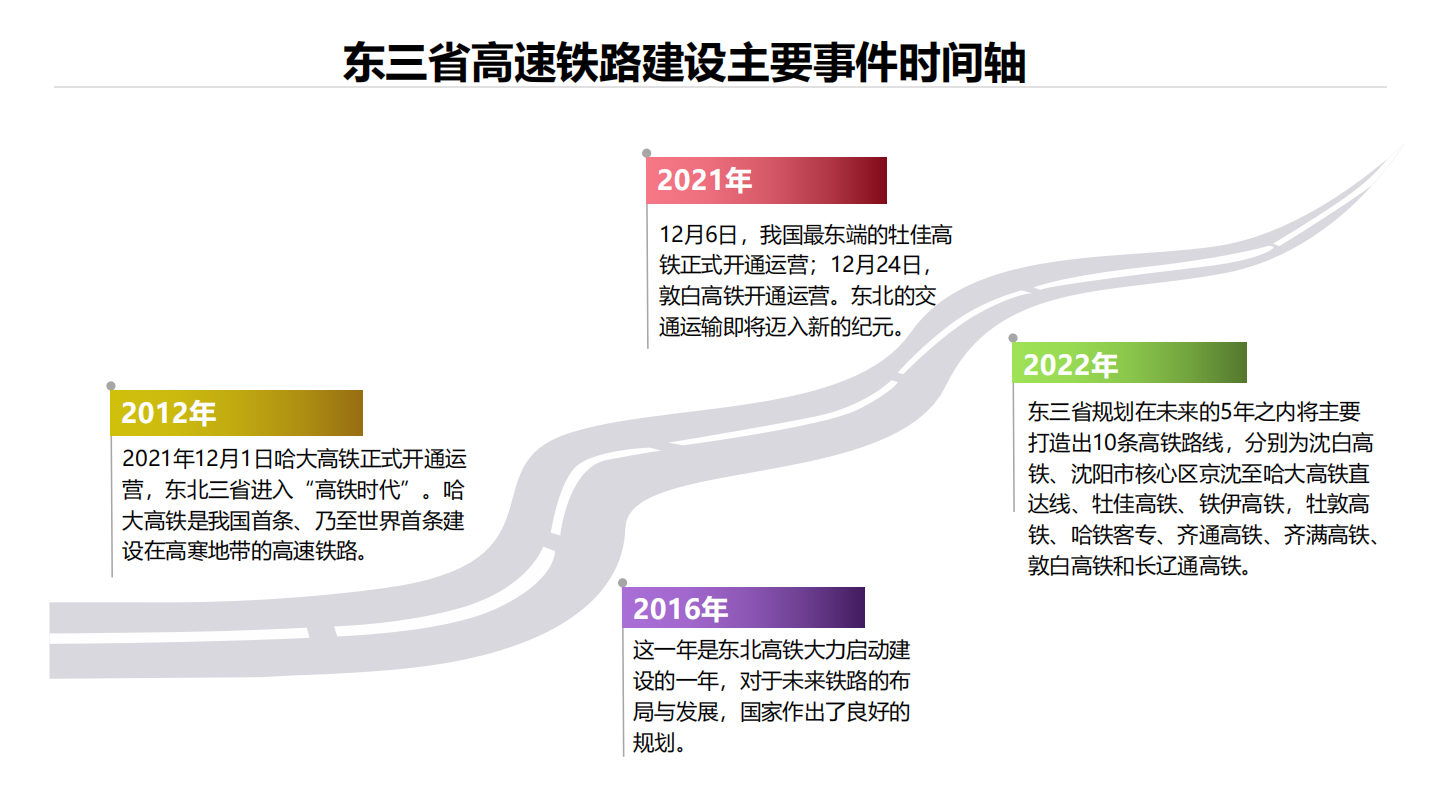 东三省高速铁路建设主要事件时间轴
2021年
12月6日，我国最东端的牡佳高
铁正式开通运营；12月24日，
敦白高铁开通运营。东北的交
通运输即将迈入新的纪元。
2022年
东三省规划在未来的5年之内将主要
打造出10条高铁路线，分别为沈白高
铁、沈阳市核心区京沈至哈大高铁直
达线、牡佳高铁、铁伊高铁，牡敦高
铁、哈铁客专、齐通高铁、齐满高铁、
敦白高铁和长辽通高铁。
2012年
2021年12月1日哈大高铁正式开通运
营，东北三省进入“高铁时代”。哈
大高铁是我国首条、乃至世界首条建
设在高寒地带的高速铁路。
2016年
这一年是东北高铁大力启动建
设的一年，对于未来铁路的布
局与发展，国家作出了良好的
规划。